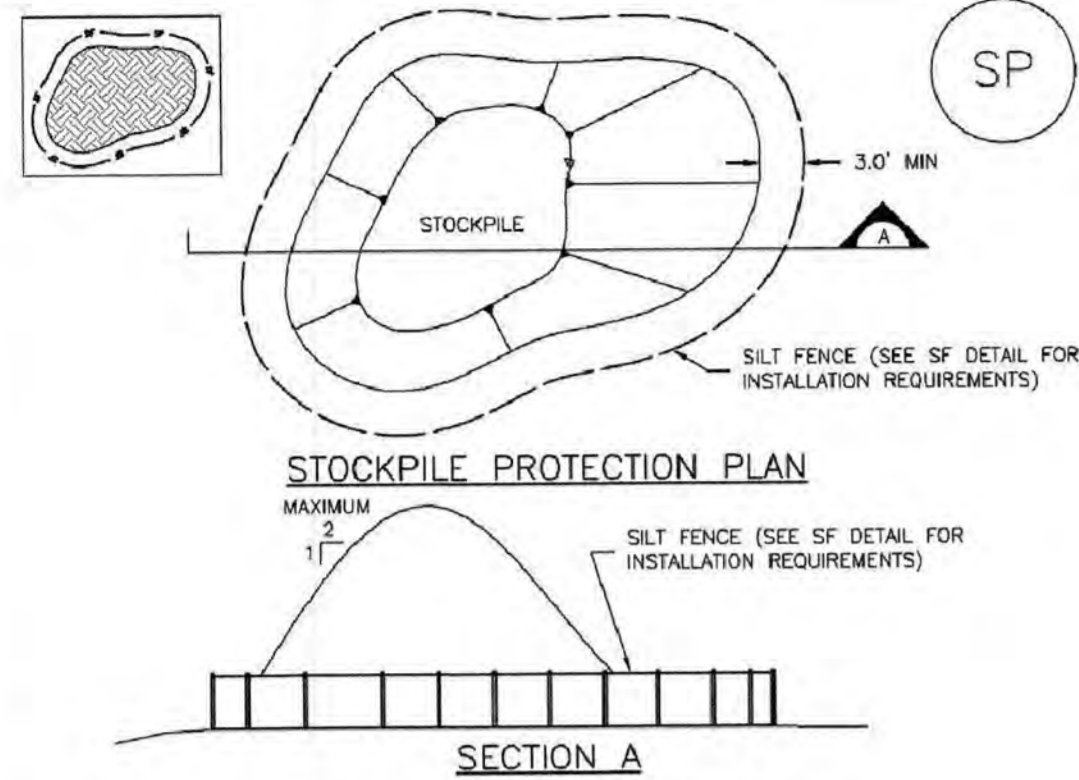 SP
3.0' MIN
STOCKPILE
A
SILT FENCE (SEE SF DETAIL FOR
INSTALLATION REQUIREMENTS)
STOCKPILE PROTECTION PLAN
MAXIMUM
2
1
SILT FENCE (SEE SF DETAIL FOR
INSTALLATION REQUIREMENTS)
SECTION A